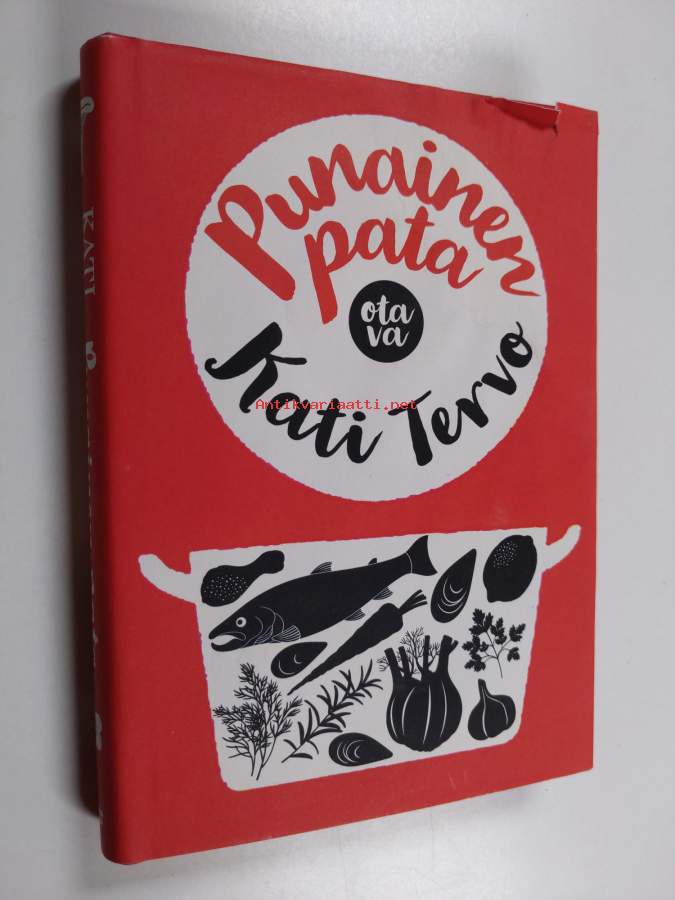 Punainen
pata
ota
va
Kati Tervo
Antikvariaatti.net
KATI